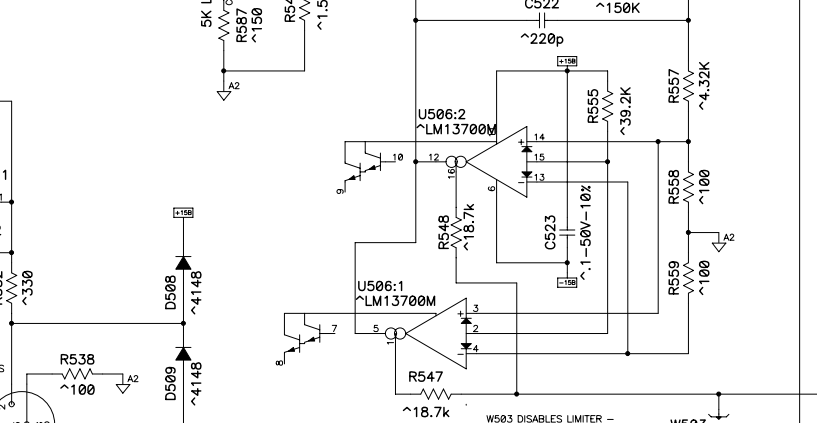 C522
^150K
^220p
R587
^150
A2
+15B
R557
^4.32K
R555
^39.2K
U506:2
^LM13700M
14
15
13
10
12
16
9
6
R558
^100
A2
R548
^18.7k
C523
^.1-50V-10%
-15B
R559
^100
+15B
D508
^4148
^330
U506:1
^LM13700M
3
2
4
7
5
1
8
R538
^100
A2
D509
^4148
R547
^18.7k
W503 DISABLES LIMITER -